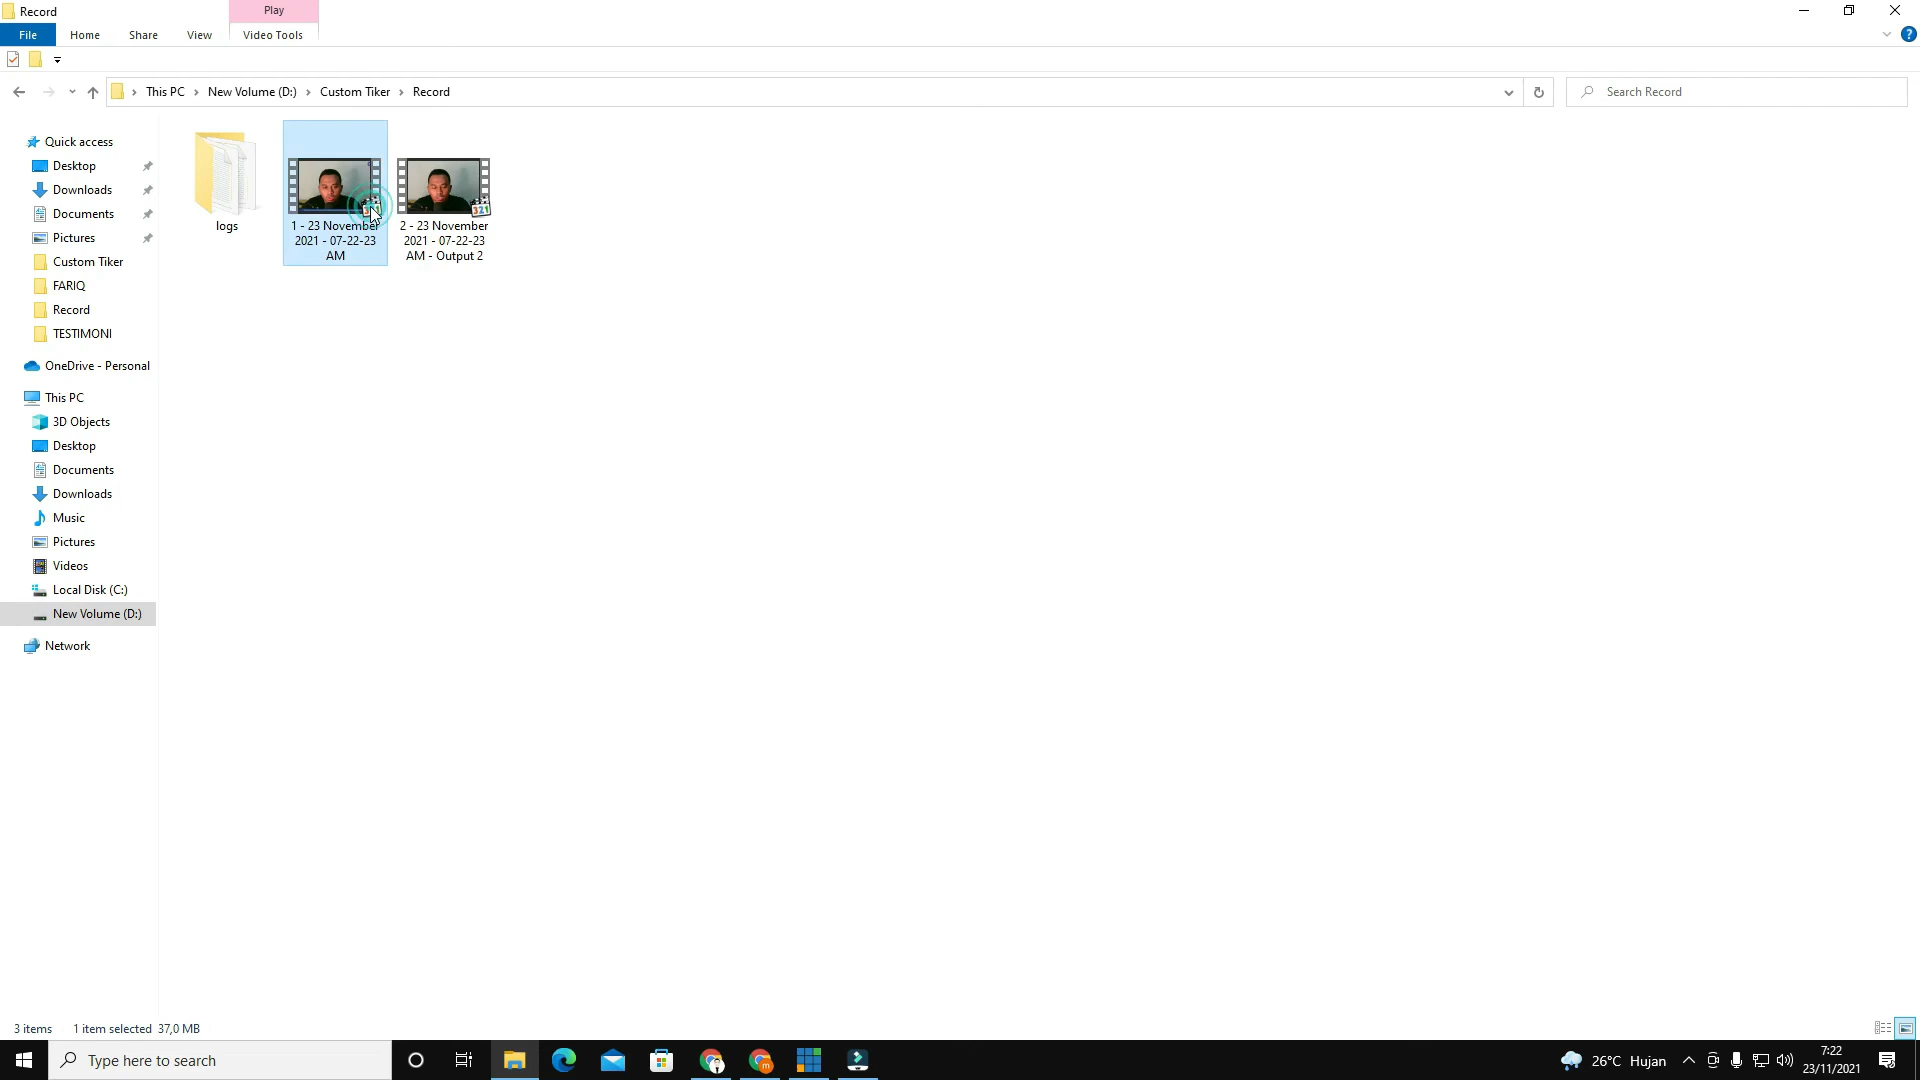 Record
Play
File
Home
Share
View
Video Tools
?
This PC
New Volume (D:)
Custom Tiker
Record
Search Record
Quick access
Desktop
Downloads
Documents
Pictures
Custom Tiker
FARIQ
Record
TESTIMONI
OneDrive - Personal
This PC
3D Objects
Desktop
Documents
Downloads
Music
Pictures
Videos
Local Disk (C:)
New Volume (D:)
Network
logs
1 - 23 November
2021 - 07-22-23
AM
321
2 - 23 November
2021 - 07-22-23
AM - Output 2
3 items
1 item selected 37,0 MB
Type here to search
m
26°C Hujan
7:22
23/11/2021